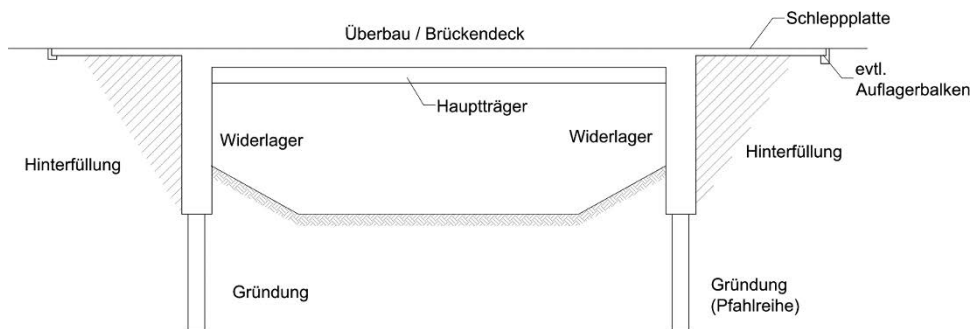 Überbau / Brückendeck
Schleppplatte
evtl.
Auflagerbalken
Hauptträger
Widerlager
Widerlager
Hinterfüllung
Hinterfüllung
Gründung
Gründung
(Pfahlreihe)